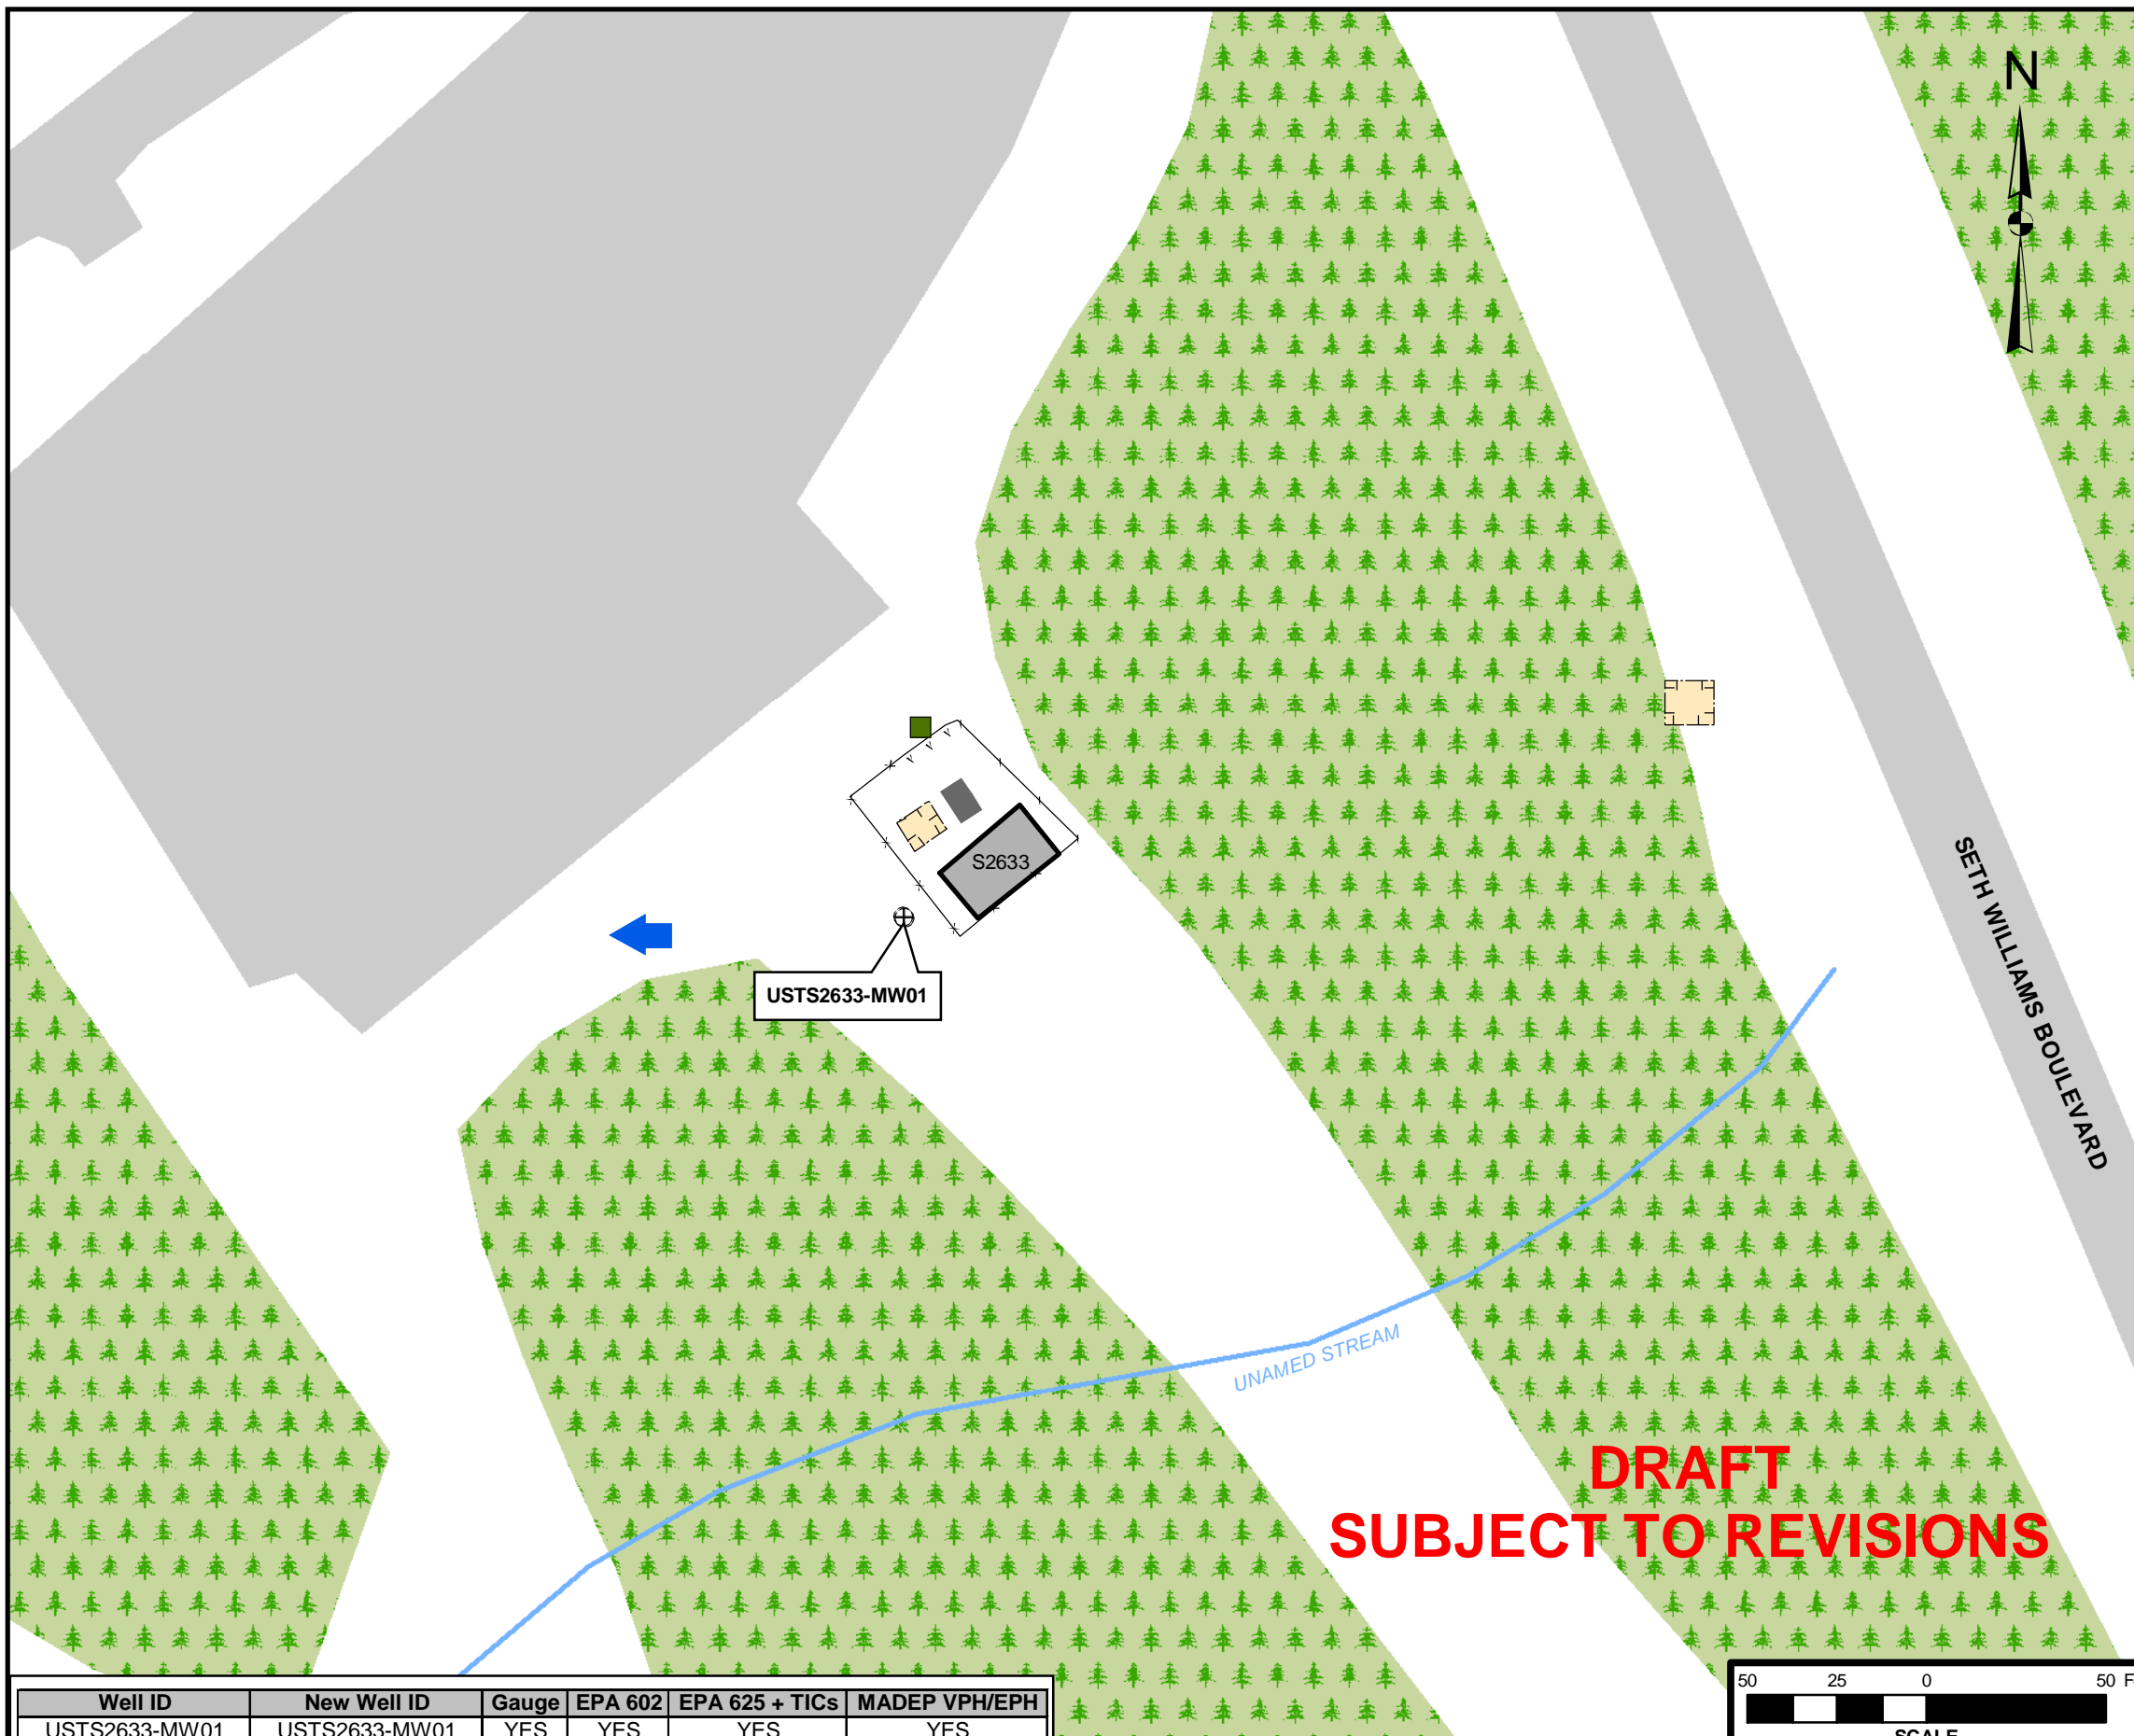 N
S2633
USTS2633-MW01
SETH WILLIAMS BOULEVARD
UNAMED STREAM
DRAFT
SUBJECT TO REVISIONS
Well ID New Well ID Gauge EPA 602 EPA 625 + TICs MADEP VPH/EPH
USTS2633-MW01 USTS2633-MW01 YES YES YES YES
50 25 0 50
SCALE